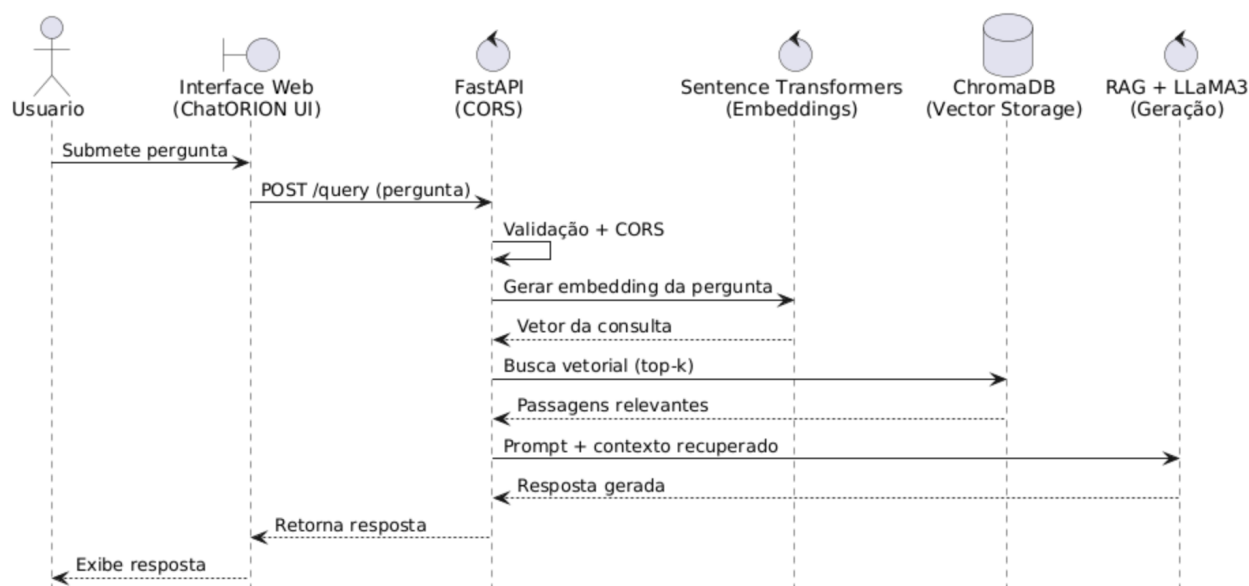 Usuario
Interface Web
(ChatORION UI)
FastAPI
(CORS)
Sentence Transformers
(Embeddings)
ChromaDB
(Vector Storage)
RAG + LLaMA3
(Geração)
Submete pergunta
POST /query (pergunta)
Validação + CORS
Gerar embedding da pergunta
Vetor da consulta
Busca vetorial (top-k)
Passagens relevantes
Prompt + contexto recuperado
Resposta gerada
Retorna resposta
Exibe resposta